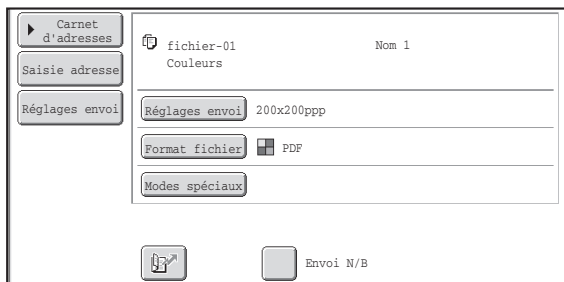 Carnet
d'adresses
Saisie adresse
Réglages envoi
fichier-01 Nom 1
Couleurs
Réglages envoi 200x200ppp
Format fichier PDF
Modes spéciaux
Envoi N/B